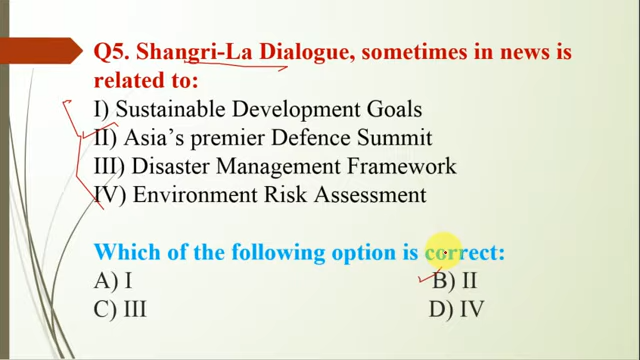 Q5. Shangri-La Dialogue, sometimes in news is
related to:
I) Sustainable Development Goals
II) Asia’s premier Defence Summit
III) Disaster Management Framework
IV) Environment Risk Assessment
Which of the following option is correct:
A) I B) II
C) III D) IV